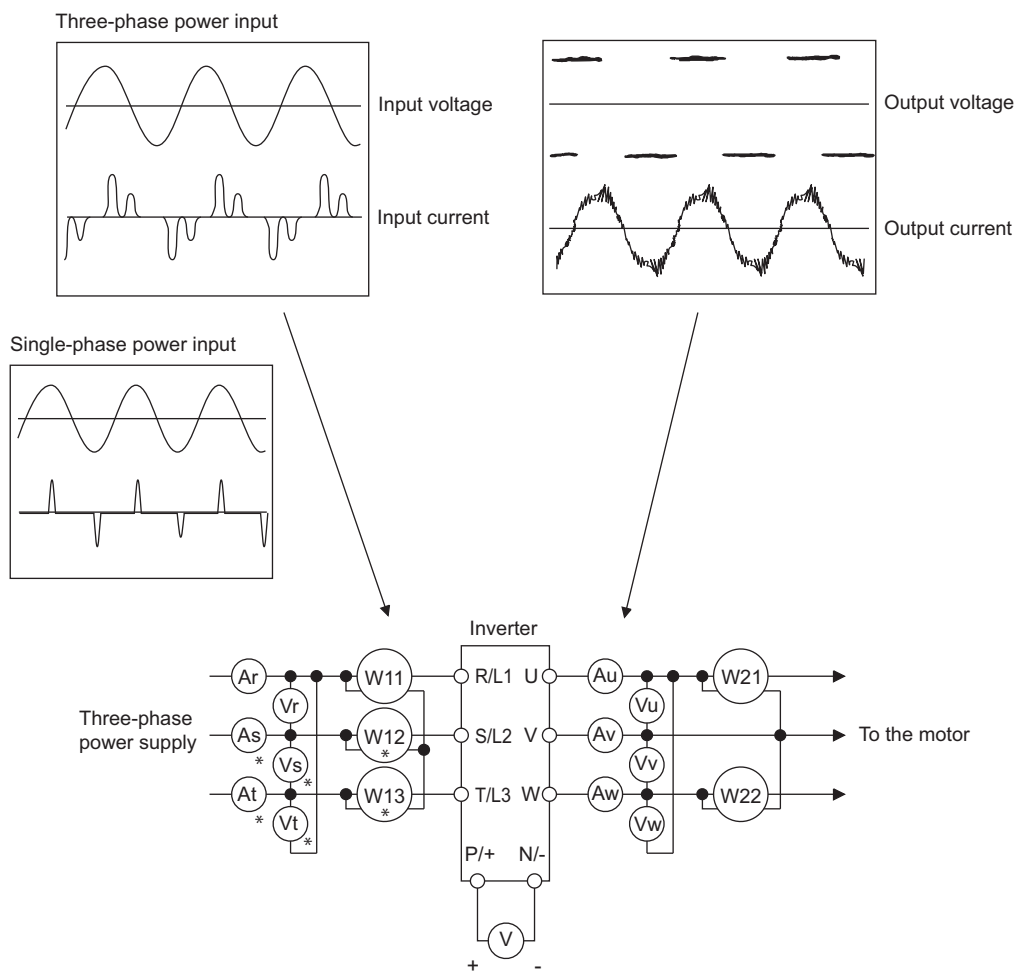 Three-phase power input
Input voltage
Input current
Output voltage
Output current
Single-phase power input
Inverter
Ar
W11
R/L1
U
Au
W21
Vr
Vu
Three-phase
power supply
As
W12
*
S/L2
V
Av
To the motor
*
Vs
*
Vv
At
W13
*
T/L3
W
Aw
W22
*
Vt
*
Vw
P/+
N/-
V
+
-